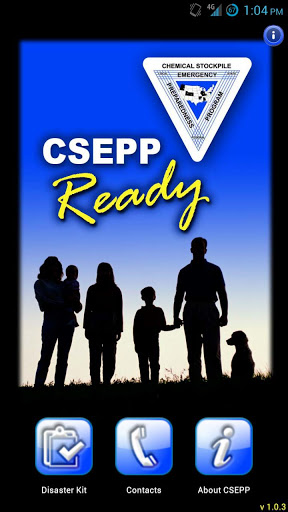 4G 1:04 PM
i
CHEMICAL STOCKPILE
EMERGENCY
PREPAREDNESS
PROGRAM
CSEPP
Ready
i
Disaster Kit
Contacts
About CSEPP
v 1.0.3